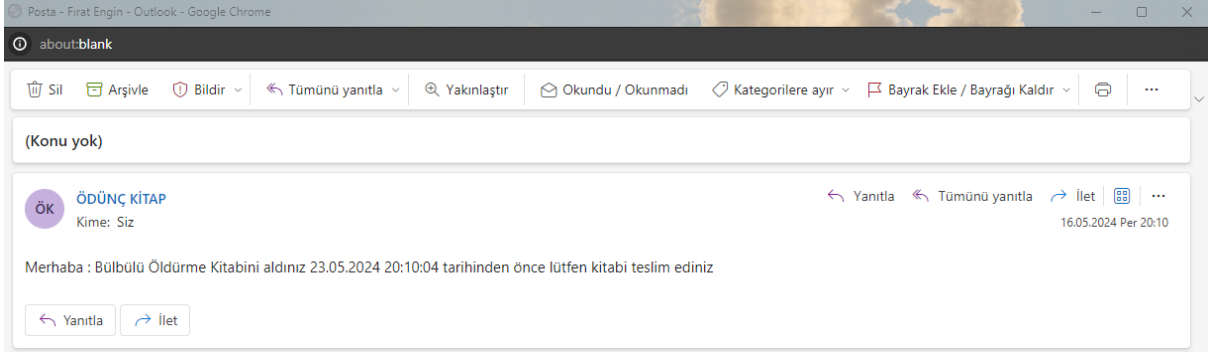 Posta - Fırat Engin - Outlook - Google Chrome
about:blank
Sil Arşivle Bildir Tümünü yanıtla Yakınlaştır Okundu / Okunmadı Kategorilere ayır Bayrak Ekle / Bayrağı Kaldır ...
(Konu yok)
ÖK ÖDÜNÇ KİTAP Yanıtla Tümünü yanıtla İlet ...
Kime: Siz 16.05.2024 Per 20:10
Merhaba : Bülbülü Öldürme Kitabini aldınız 23.05.2024 20:10:04 tarihinden önce lütfen kitabi teslim ediniz
Yanıtla İlet